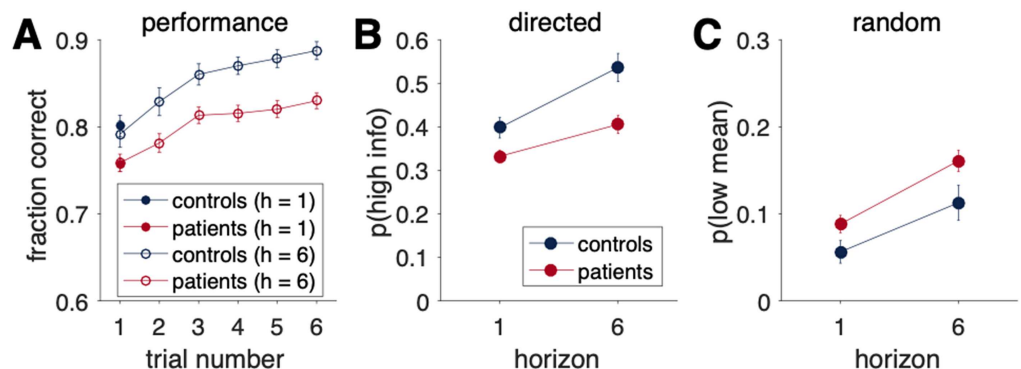 A
performance
fraction correct
0.9
0.8
0.7
0.6
controls (h = 1)
patients (h = 1)
controls (h = 6)
patients (h = 6)
1 2 3 4 5 6
trial number
B
directed
p(high info)
0.6
0.5
0.4
0.3
0.2
0.1
0
controls
patients
1 6
horizon
C
random
p(low mean)
0.3
0.2
0.1
0
1 6
horizon